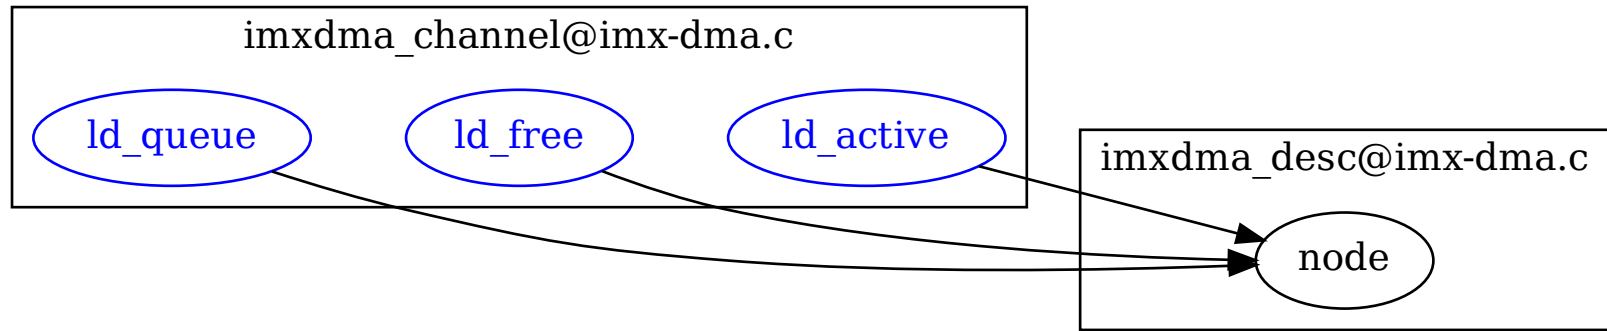 imxdma_channel@imx-dma.c
ld_queue
ld_free
ld_active
imxdma_desc@imx-dma.c
node